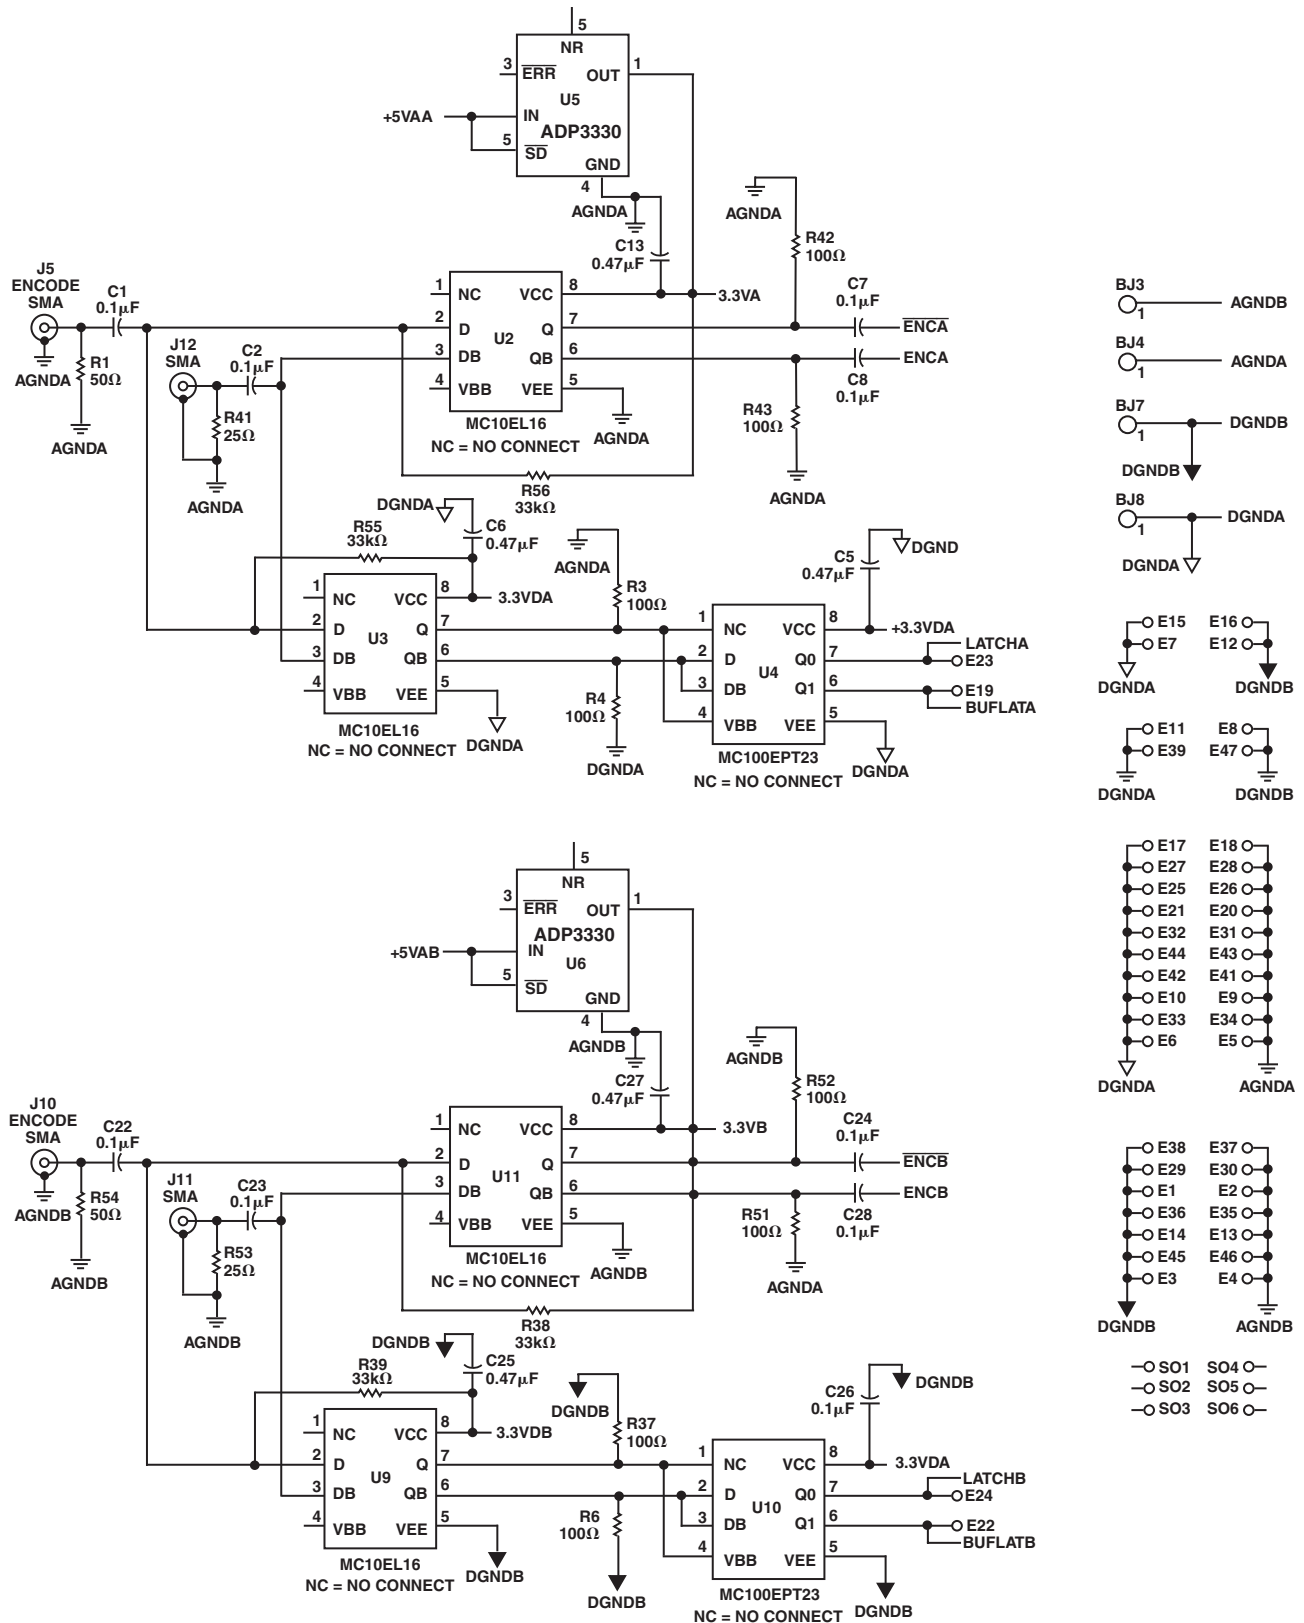 5
NR
3 ERR OUT 1
U5
+5VAA IN
ADP3330
5 SD
GND
4
AGNDA
AGNDA
C13
0.47μF
R42
100Ω
J5
ENCODE
SMA
C1
0.1μF
1 NC VCC 8
3.3VA
C7
0.1μF
2 D Q 7
U2
ENCA
3 DB QB 6
ENCA
4 VBB VEE 5
C8
0.1μF
J12
SMA
C2
0.1μF
AGNDA
R1
50Ω
R41
25Ω
AGNDA
AGNDA
MC10EL16
NC = NO CONNECT
AGNDA
R43
100Ω
AGNDA
R56
33kΩ
DGNDA
R55
33kΩ
C6
0.47μF
AGNDA
R3
100Ω
C5
0.47μF
DGND
1 NC VCC 8
3.3VDA
2 D Q 7
U3
3 DB QB 6
4 VBB VEE 5
MC10EL16
NC = NO CONNECT
DGNDA
R4
100Ω
DGNDA
1 NC VCC 8
+3.3VDA
LATCHA
2 D Q0 7
E23
U4
3 DB Q1 6
E19
BUFLATA
4 VBB VEE 5
MC100EPT23
NC = NO CONNECT
DGNDA
5
NR
3 ERR OUT 1
ADP3330
+5VAB IN
U6
5 SD
GND
4
AGNDB
AGNDB
C27
0.47μF
R52
100Ω
J10
ENCODE
SMA
C22
0.1μF
1 NC VCC 8
3.3VB
C24
0.1μF
2 D Q 7
U11
ENCB
3 DB QB 6
ENCB
4 VBB VEE 5
C28
0.1μF
J11
SMA
C23
0.1μF
AGNDB
R54
50Ω
R53
25Ω
AGNDB
AGNDB
MC10EL16
NC = NO CONNECT
AGNDB
R51
100Ω
AGNDA
R38
33kΩ
DGNDB
R39
33kΩ
C25
0.47μF
DGNDB
R37
100Ω
C26
0.1μF
DGNDB
1 NC VCC 8
3.3VDB
2 D Q 7
U9
3 DB QB 6
4 VBB VEE 5
MC10EL16
NC = NO CONNECT
DGNDB
R6
100Ω
DGNDB
1 NC VCC 8
3.3VDA
LATCHB
2 D Q0 7
E24
U10
3 DB Q1 6
E22
BUFLATB
4 VBB VEE 5
MC100EPT23
NC = NO CONNECT
DGNDB
BJ3
1
AGNDB
BJ4
1
AGNDA
BJ7
1
DGNDB
DGNDB
BJ8
1
DGNDA
DGNDA
E15 E16
E7 E12
DGNDA DGNDB
E11 E8
E39 E47
DGNDA DGNDB
E17 E18
E27 E28
E25 E26
E21 E20
E32 E31
E44 E43
E42 E41
E10 E9
E33 E34
E6 E5
DGNDA AGNDA
E38 E37
E29 E30
E1 E2
E36 E35
E14 E13
E45 E46
E3 E4
DGNDB AGNDB
SO1 SO4
SO2 SO5
SO3 SO6